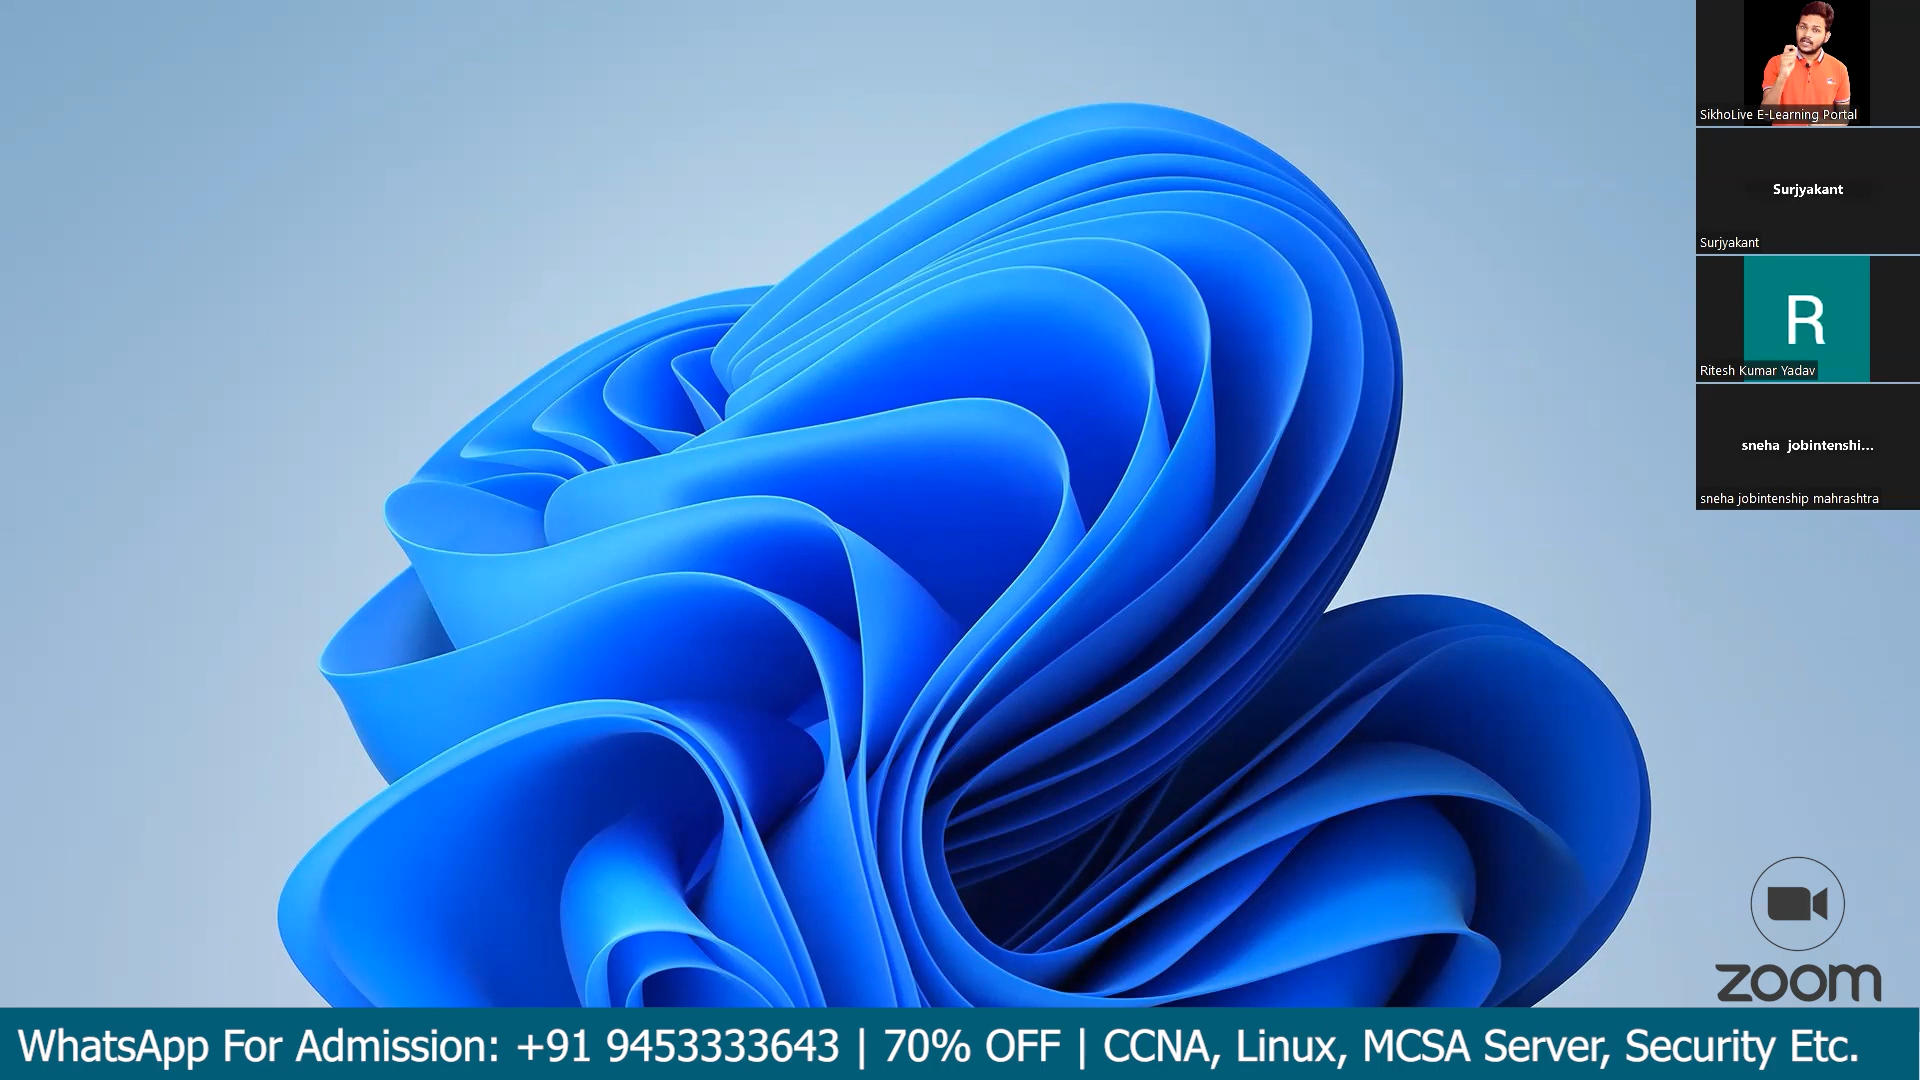 SikhoLive E-Learning Portal
Surjyakant
Surjyakant
R
Ritesh Kumar Yadav
sneha jobintenshi...
sneha jobintenship mahrashtra
zoom
WhatsApp For Admission: +91 9453333643 | 70% OFF | CCNA, Linux, MCSA Server, Security Etc.